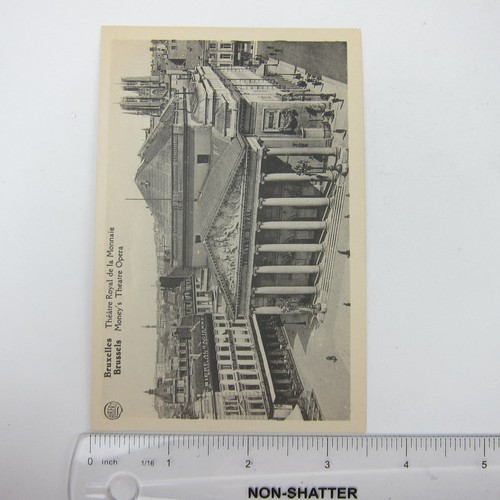 Bruxelles Théâtre Royal de la Monnaie
Brussels Money's Theatre Opera
0 inch 1/16 1 2 3 4 5
NON-SHATTER